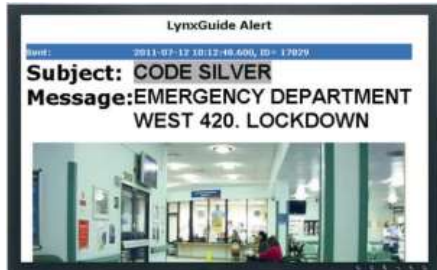 LynxGuide Alert
Sent: 2011-07-12 10:12:48.600, ID= 17029
Subject: CODE SILVER
Message:EMERGENCY DEPARTMENT
WEST 420. LOCKDOWN